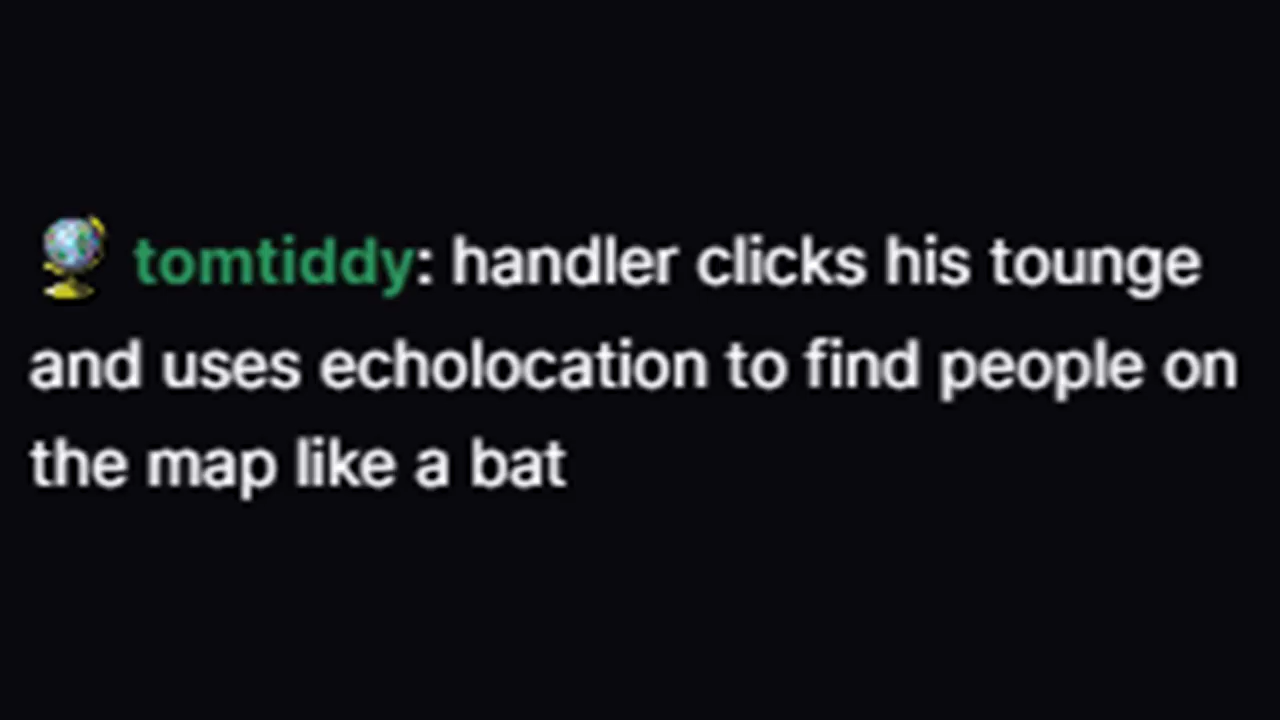 tomtiddy: handler clicks his tounge
and uses echolocation to find people on
the map like a bat